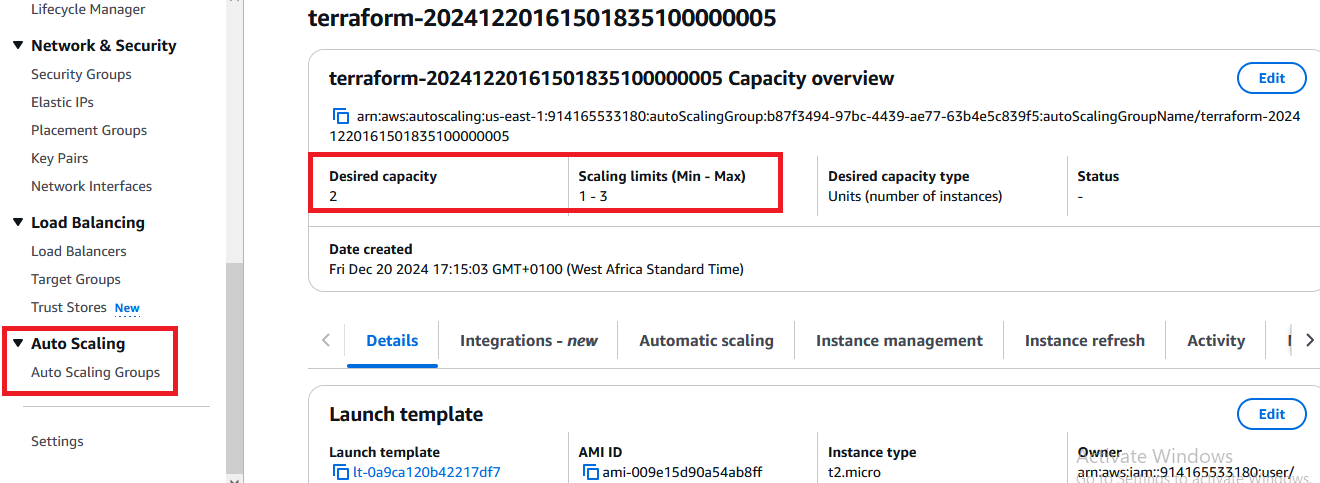 Lifecycle Manager
Network & Security
Security Groups
Elastic IPs
Placement Groups
Key Pairs
Network Interfaces
Load Balancing
Load Balancers
Target Groups
Trust Stores New
Auto Scaling
Auto Scaling Groups
Settings
terraform-20241220161501835100000005
terraform-20241220161501835100000005 Capacity overview
Edit
arn:aws:autoscaling:us-east-1:914165533180:autoScalingGroup:b87f3494-97bc-4439-ae77-63b4e5c839f5:autoScalingGroupName/terraform-2024
1220161501835100000005
Desired capacity
2
Scaling limits (Min - Max)
1 - 3
Desired capacity type
Units (number of instances)
Status
-
Date created
Fri Dec 20 2024 17:15:03 GMT+0100 (West Africa Standard Time)
Details
Integrations - new
Automatic scaling
Instance management
Instance refresh
Activity
Launch template
Edit
Launch template
lt-0a9ca120b42217df7
AMI ID
ami-009e15d90a54ab8ff
Instance type
t2.micro
Owner
arn:aws:iam::914165533180:user/
Activate Windows
Go to Settings to activate Windows.